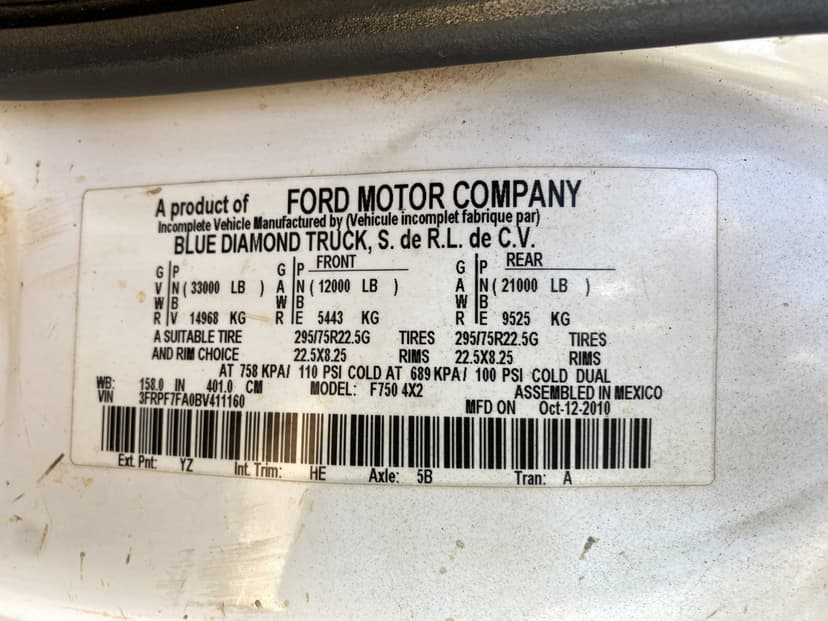 A product of FORD MOTOR COMPANY
Incomplete Vehicle Manufactured by (Vehicule incomplet fabrique par)
BLUE DIAMOND TRUCK, S. de R.L. de C.V.
G P G P FRONT G P REAR
V N ( 33000 LB ) A N ( 12000 LB ) A N ( 21000 LB )
W B W B W B
R V 14968 KG R E 5443 KG R E 9525 KG
A SUITABLE TIRE 295/75R22.5G TIRES 295/75R22.5G TIRES
AND RIM CHOICE 22.5X8.25 RIMS 22.5X8.25 RIMS
AT 758 KPA/ 110 PSI COLD AT 689 KPA/ 100 PSI COLD DUAL
WB: 158.0 IN 401.0 CM MODEL: F750 4X2 ASSEMBLED IN MEXICO
VIN 3FRPF7FA0BV411160 MFD ON Oct-12-2010
Ext. Pnt: YZ Int. Trim: HE Axle: 5B Tran: A